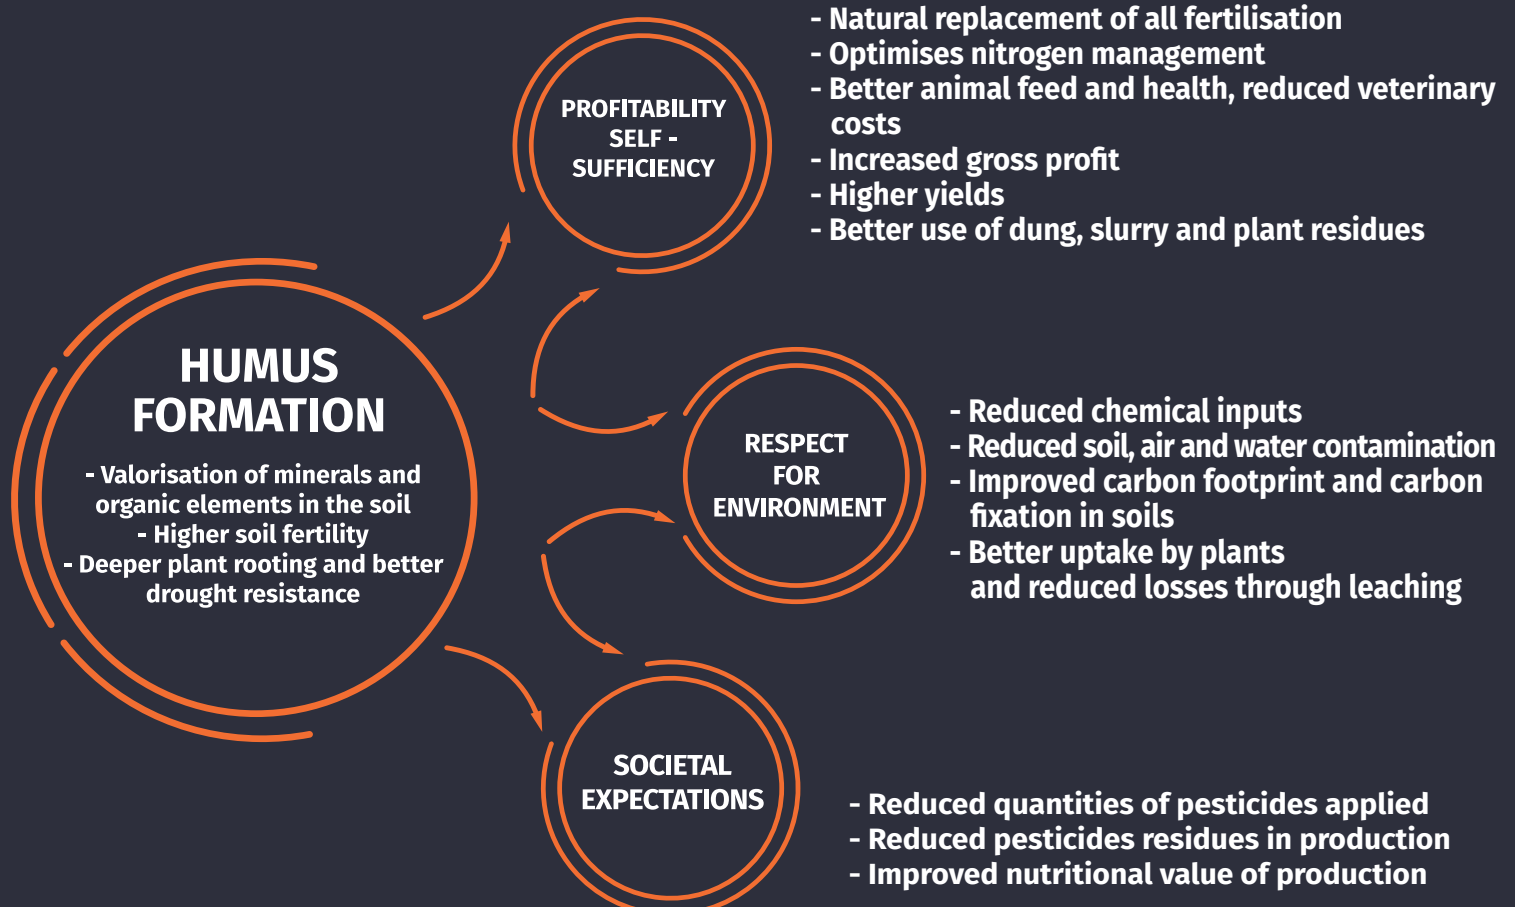 - Natural replacement of all fertilisation
- Optimises nitrogen management
- Better animal feed and health, reduced veterinary
costs
- Increased gross profit
- Higher yields
- Better use of dung, slurry and plant residues
PROFITABILITY
SELF -
SUFFICIENCY
HUMUS
FORMATION
- Valorisation of minerals and
organic elements in the soil
- Higher soil fertility
- Deeper plant rooting and better
drought resistance
RESPECT
FOR
ENVIRONMENT
- Reduced chemical inputs
- Reduced soil, air and water contamination
- Improved carbon footprint and carbon
fixation in soils
- Better uptake by plants
and reduced losses through leaching
SOCIETAL
EXPECTATIONS
- Reduced quantities of pesticides applied
- Reduced pesticides residues in production
- Improved nutritional value of production